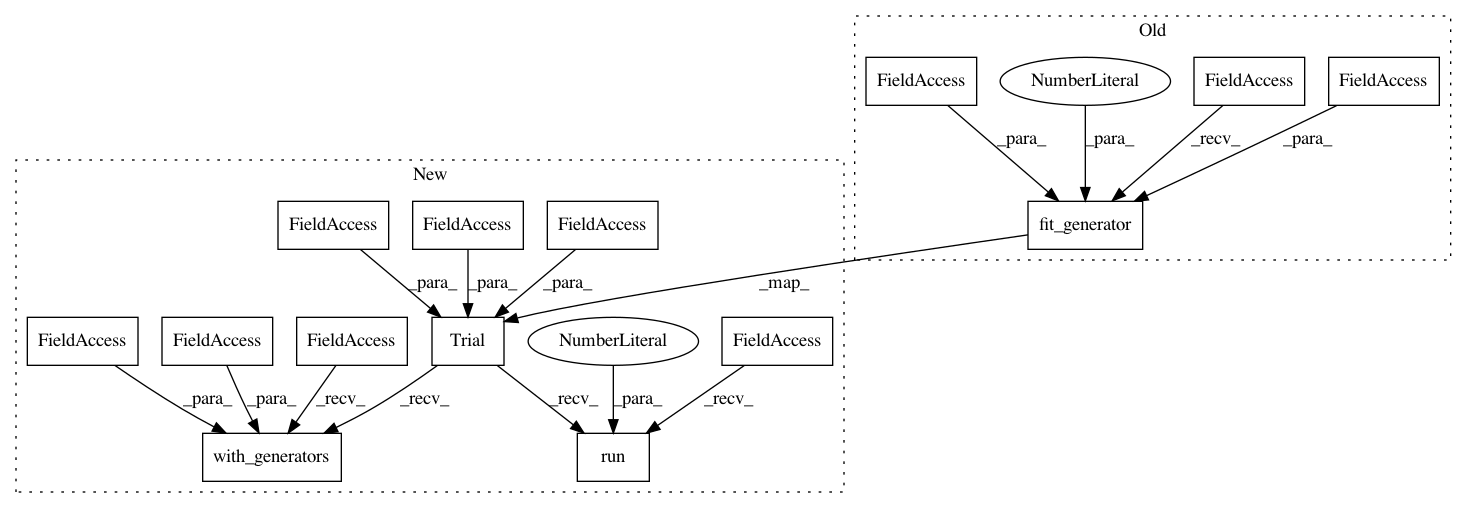 Old
FieldAccess
NumberLiteral
FieldAccess
FieldAccess
_para_
_para_
_recv_
_para_
fit_generator
_map_
New
FieldAccess
FieldAccess
FieldAccess
_para_
_para_
_para_
FieldAccess
FieldAccess
FieldAccess
Trial
NumberLiteral
FieldAccess
_para_
_para_
_recv_
_recv_
_recv_
_para_
_recv_
with_generators
run